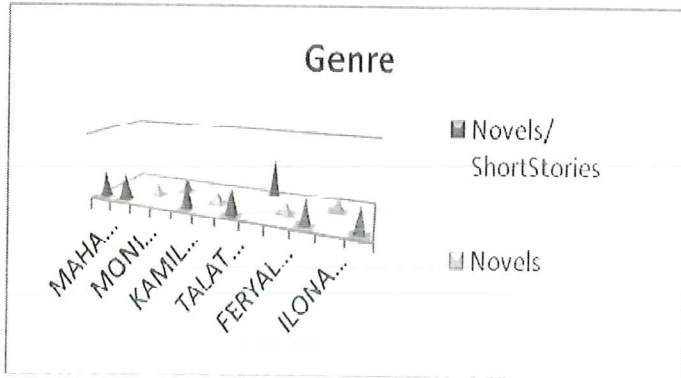 Genre
Novels/
ShortStories
Novels
MAHA...
MONI...
KAMIL...
TALAT...
FERYAL...
ILONA...